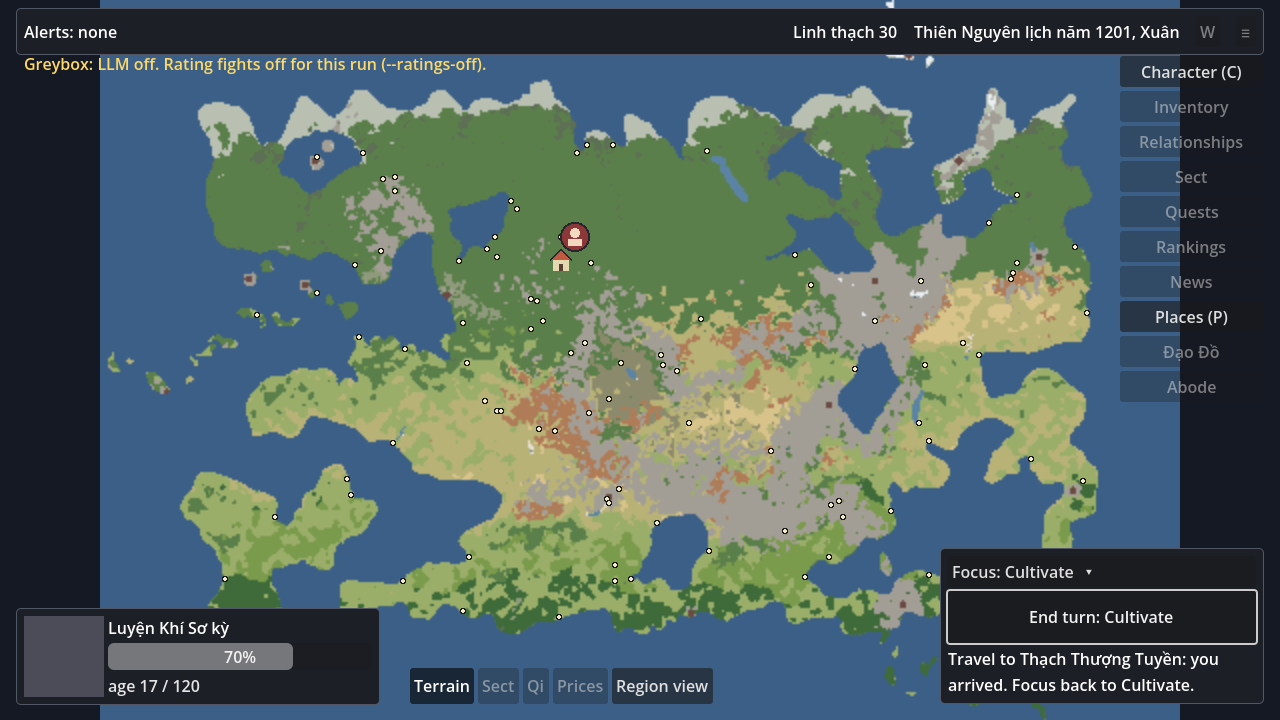 Alerts: none
Linh thạch 30 Thiên Nguyên lịch năm 1201, Xuân W ≡
Greybox: LLM off. Rating fights off for this run (--ratings-off).
Character (C)
Inventory
Relationships
Sect
Quests
Rankings
News
Places (P)
Đạo Đồ
Abode
Luyện Khí Sơ kỳ
70%
age 17 / 120
Terrain Sect Qi Prices Region view
Focus: Cultivate ▾
End turn: Cultivate
Travel to Thạch Thượng Tuyền: you
arrived. Focus back to Cultivate.